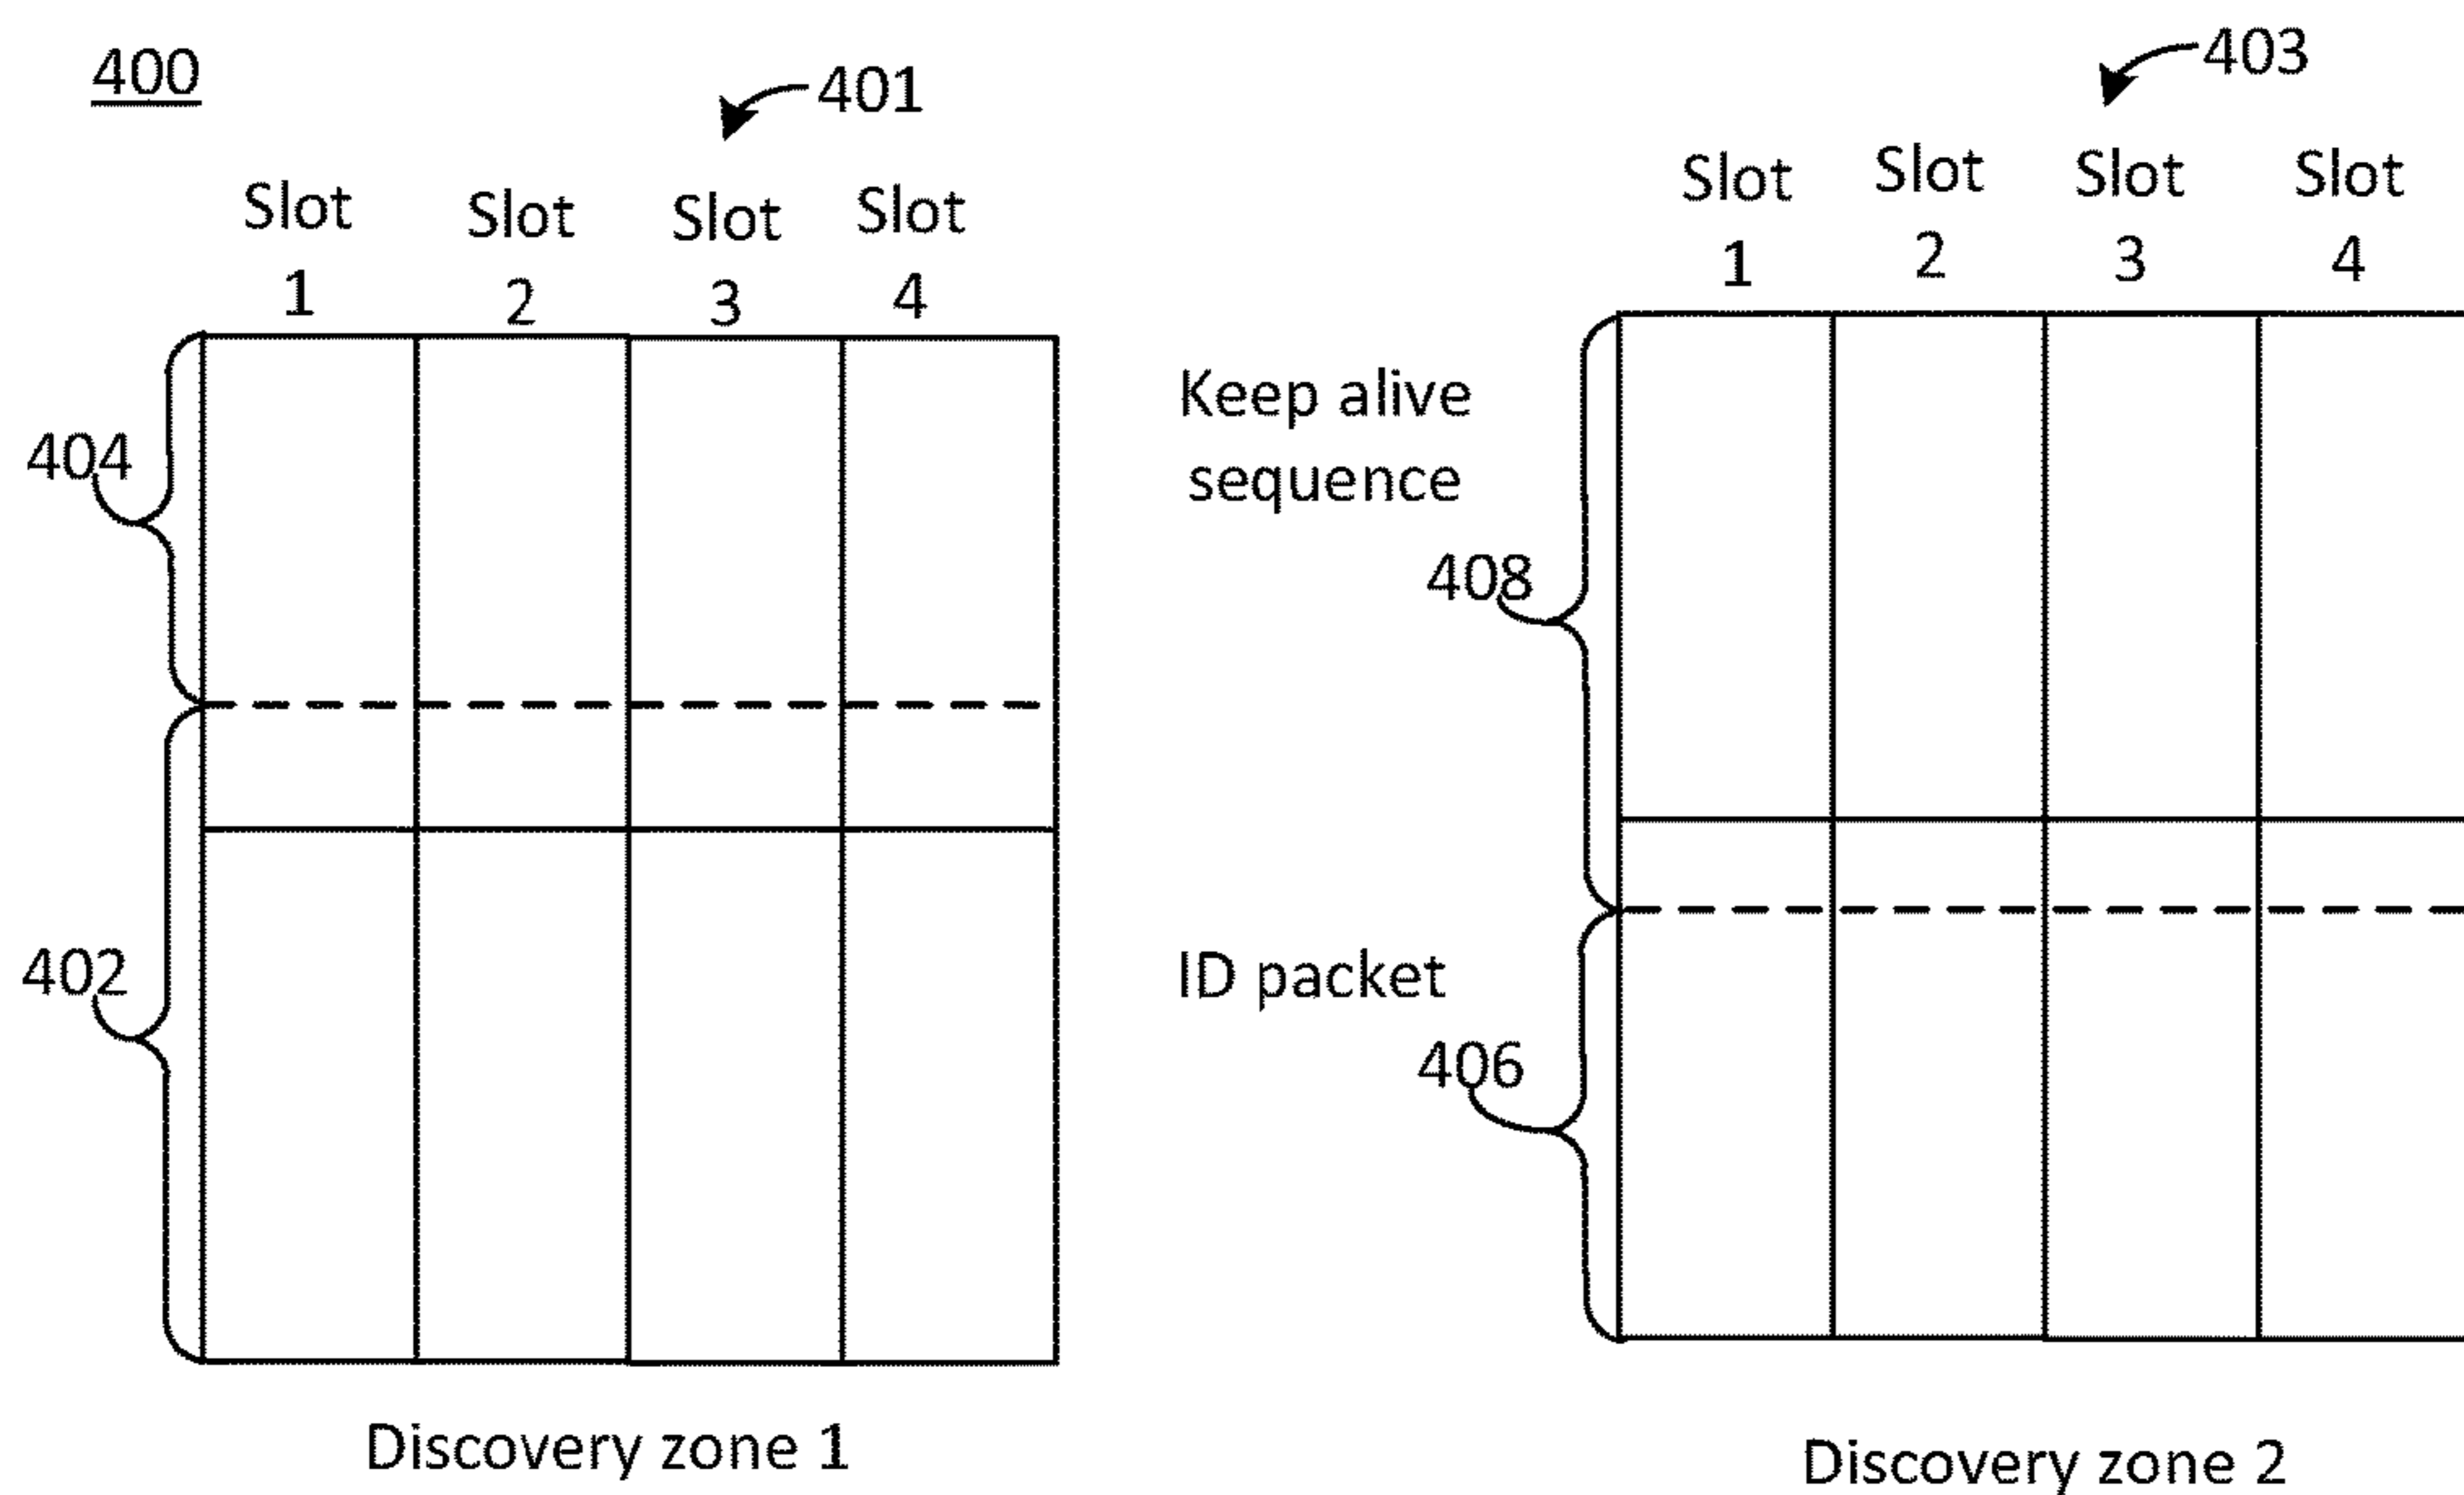 400
401
Slot
1
Slot
2
Slot
3
Slot
4
404
402
Discovery zone 1
403
Slot
1
Slot
2
Slot
3
Slot
4
Keep alive
sequence
408
ID packet
406
Discovery zone 2